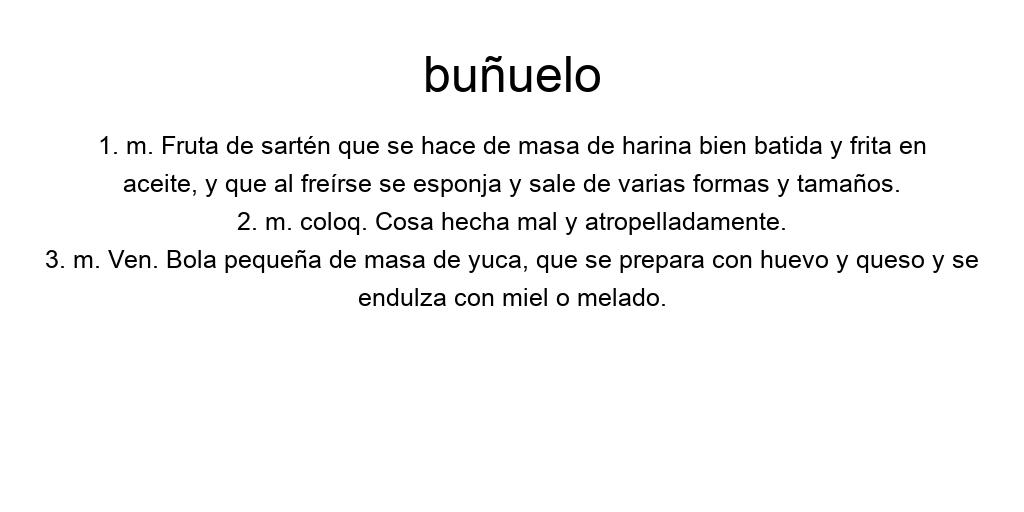 buñuelo
1. m. Fruta de sartén que se hace de masa de harina bien batida y frita en
aceite, y que al freírse se esponja y sale de varias formas y tamaños.
2. m. coloq. Cosa hecha mal y atropelladamente.
3. m. Ven. Bola pequeña de masa de yuca, que se prepara con huevo y queso y se
endulza con miel o melado.